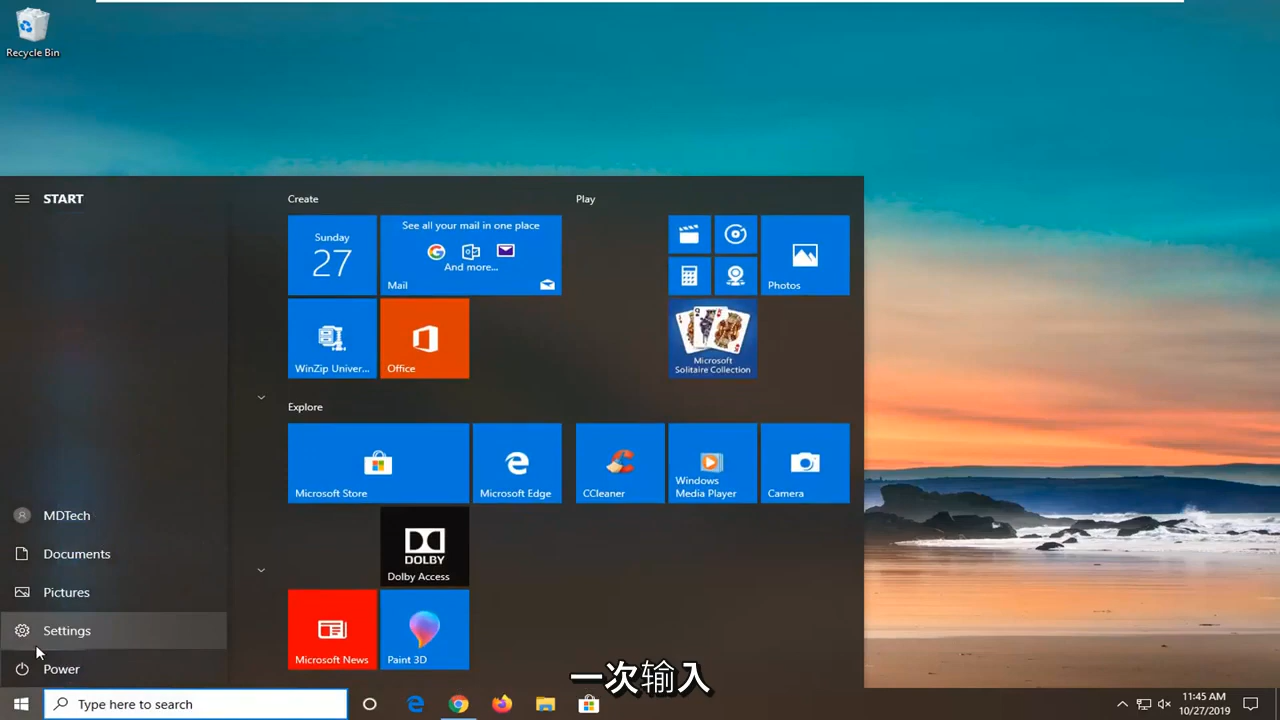 Recycle Bin
START
Create
Play
Sunday
27
See all your mail in one place
And more...
Mail
Photos
WinZip Univer...
Office
Microsoft
Solitaire Collection
Explore
Microsoft Store
Microsoft Edge
CCleaner
Windows
Media Player
Camera
MDTech
Documents
DOLBY
Dolby Access
Pictures
Settings
Microsoft News
Paint 3D
Power
一次输入
Type here to search
11:45 AM
10/27/2019